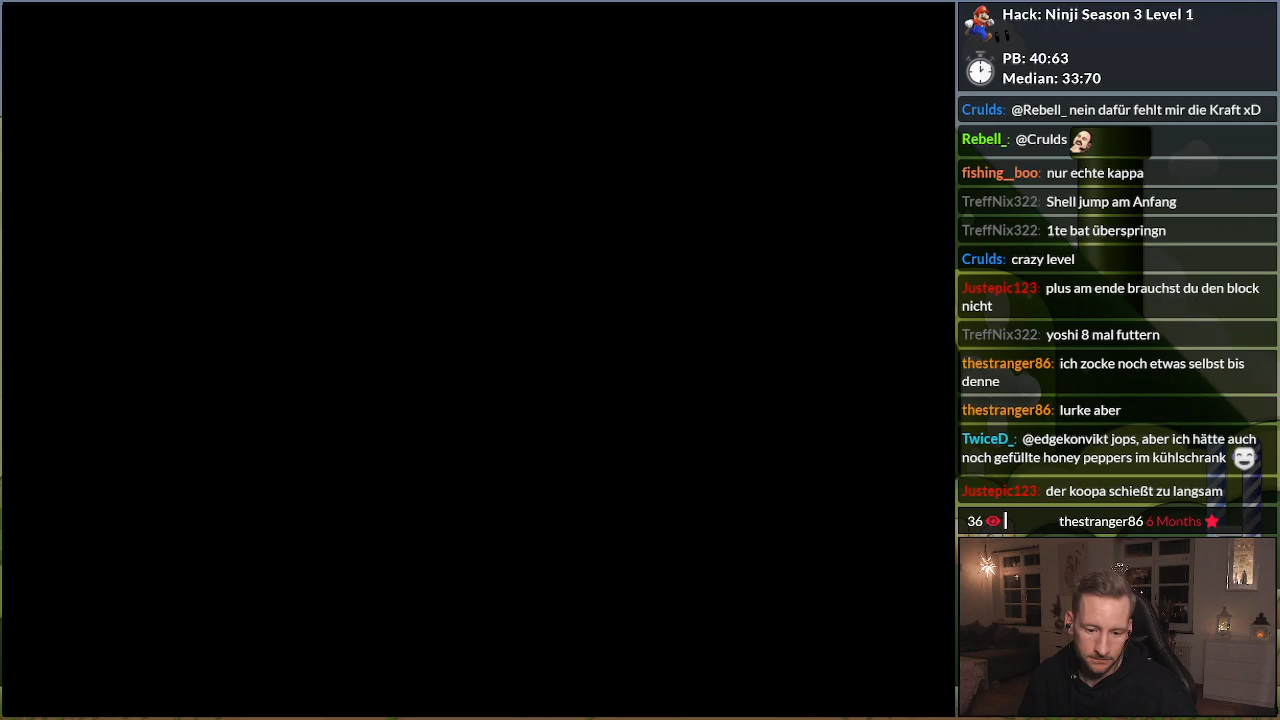 Hack: Ninji Season 3 Level 1
PB: 40:63
Median: 33:70
Crulds: @Rebell_ nein dafür fehlt mir die Kraft xD
Rebell_: @Crulds
fishing__boo: nur echte kappa
TreffNix322: Shell jump am Anfang
TreffNix322: 1te bat überspringn
Crulds: crazy level
Justepic123: plus am ende brauchst du den block
nicht
TreffNix322: yoshi 8 mal futtern
thestranger86: ich zocke noch etwas selbst bis
denne
thestranger86: lurke aber
TwiceD_: @edgekonvikt jops, aber ich hätte auch
noch gefüllte honey peppers im kühlschrank
Justepic123: der koopa schießt zu langsam
36 thestranger86 6 Months